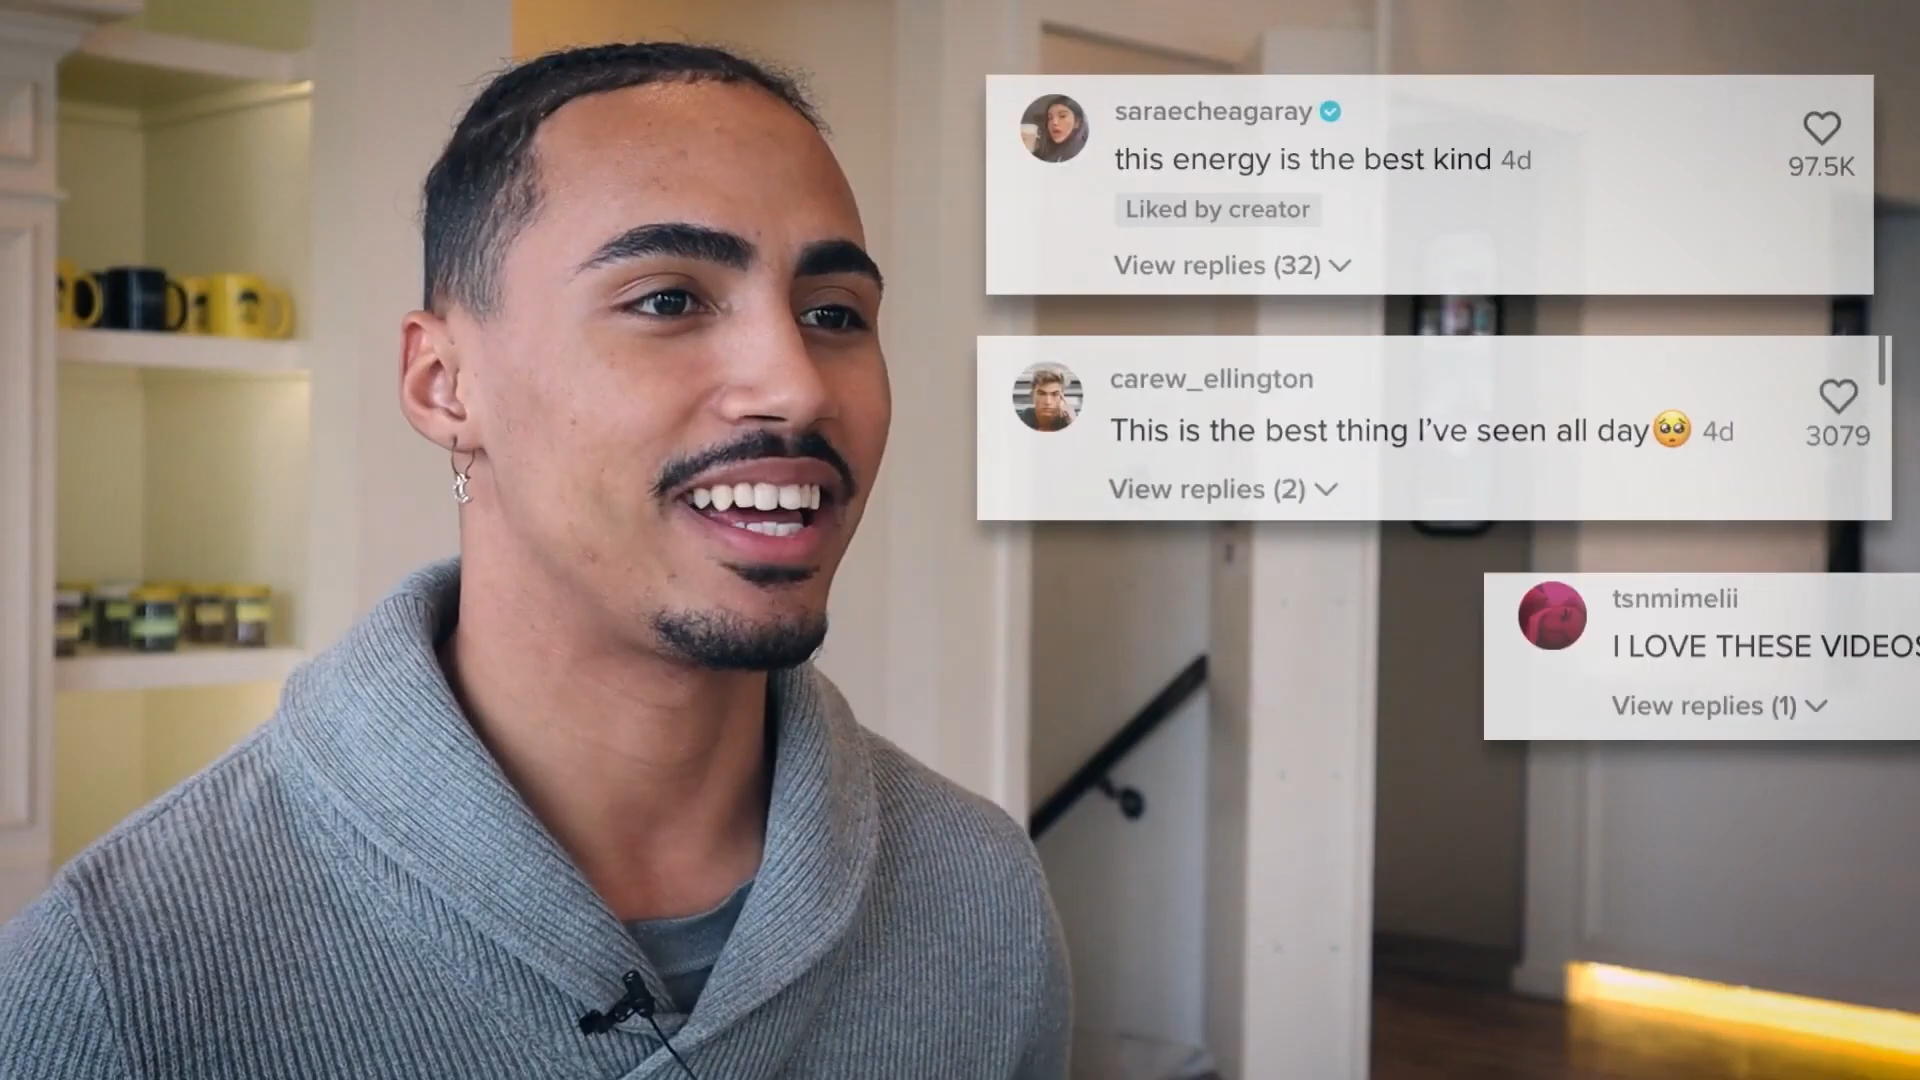 saraecheagaray
this energy is the best kind 4d
97.5K
Liked by creator
View replies (32)
carew_ellington
This is the best thing I've seen all day🥺 4d
3079
View replies (2)
tsnmimelii
I LOVE THESE VIDEOS
View replies (1)